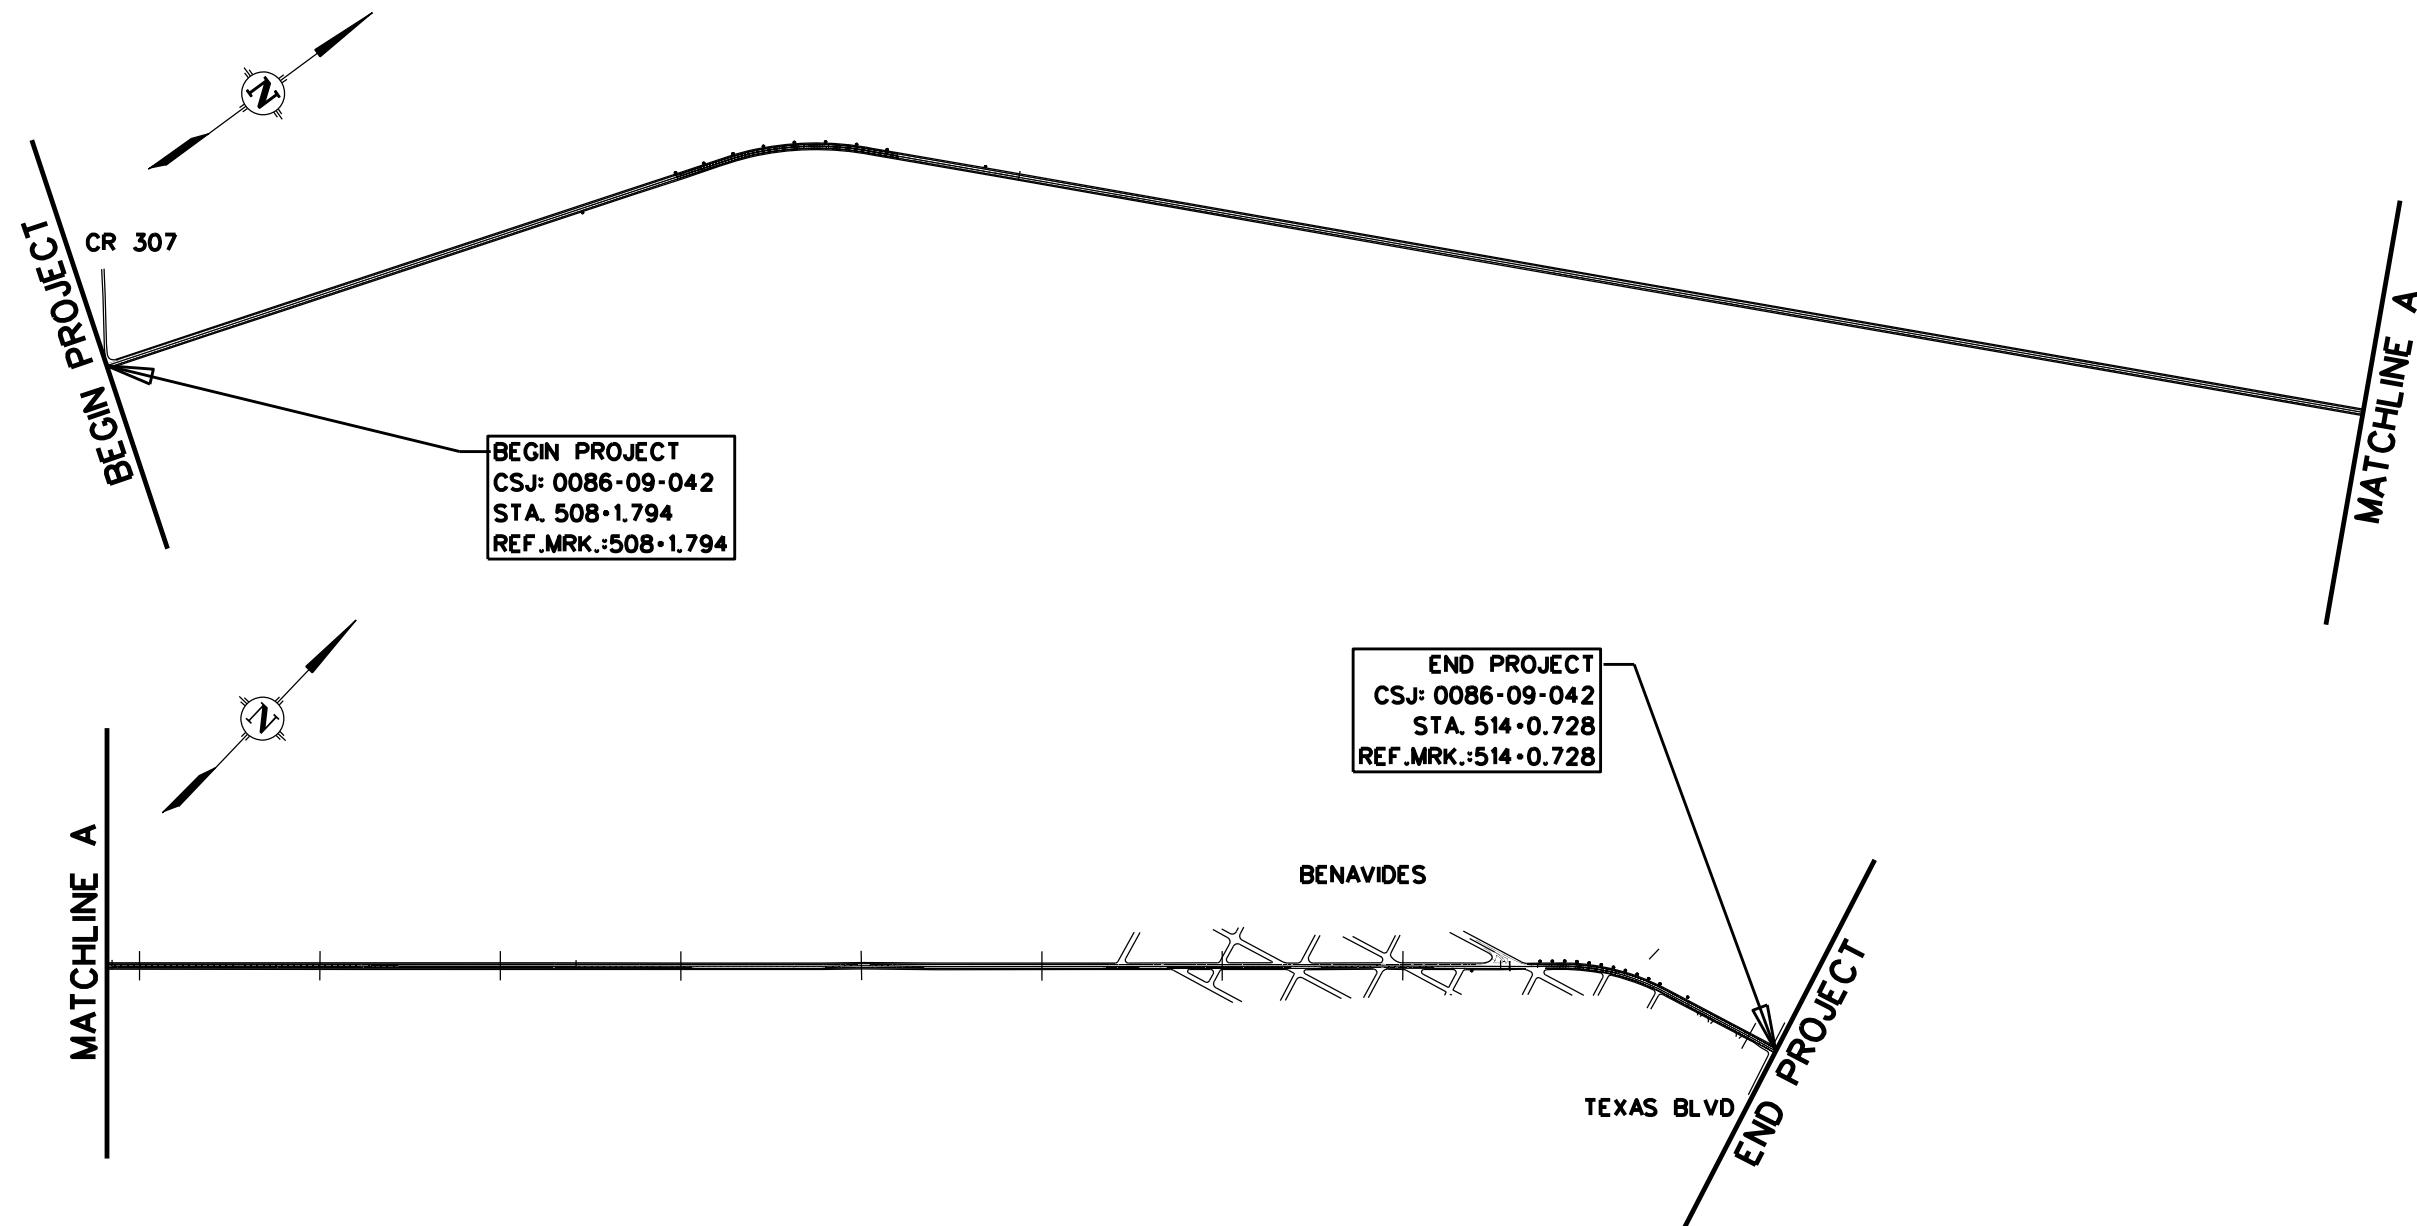 N
CR 307
BEGIN PROJECT
BEGIN PROJECT
CSJ: 0086-09-042
STA. 508+1.794
REF.MRK.:508+1.794
MATCHLINE A
N
MATCHLINE A
END PROJECT
CSJ: 0086-09-042
STA. 514+0.728
REF.MRK.:514+0.728
BENAVIDES
TEXAS BLVD
END PROJECT